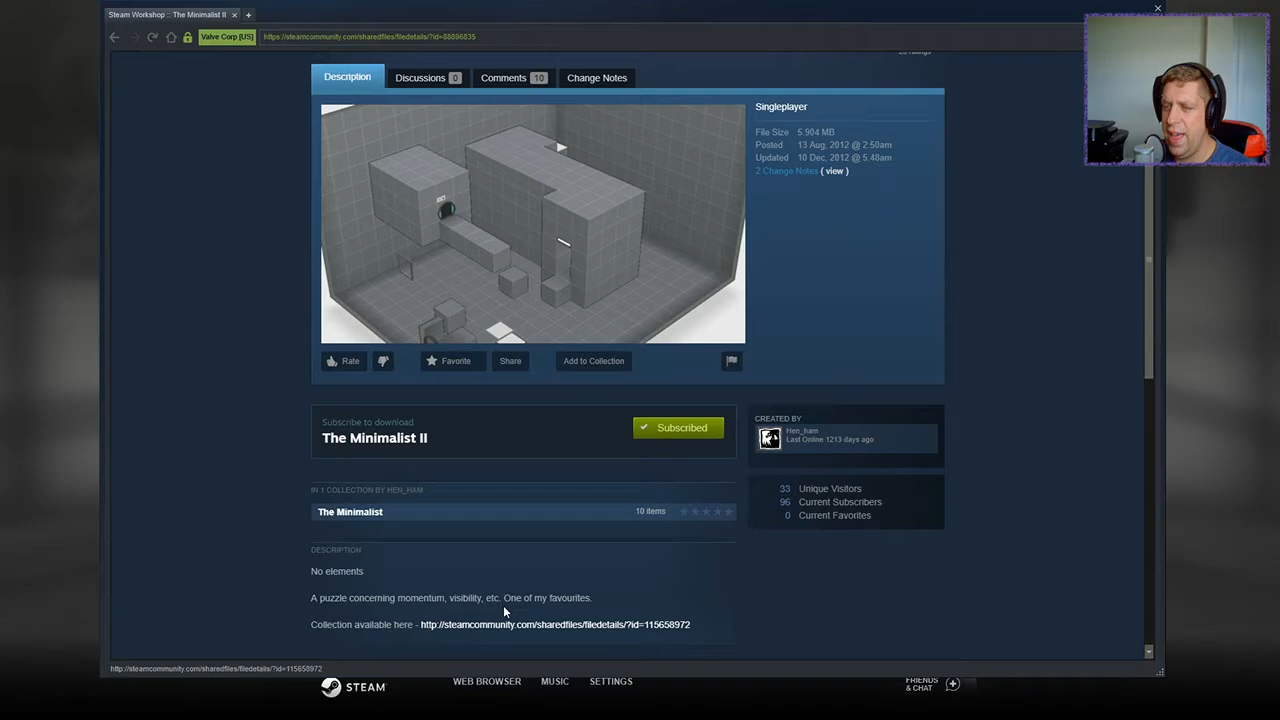 Steam Workshop :: The Minimalist II
Valve Corp [US]
https://steamcommunity.com/sharedfiles/filedetails/?id=88896835
Description
Discussions 0
Comments 10
Change Notes
Singleplayer
File Size 5.904 MB
Posted 13 Aug, 2012 @ 2:50am
Updated 10 Dec, 2012 @ 5:48am
2 Change Notes ( view )
Rate
Favorite
Share
Add to Collection
Subscribe to download
The Minimalist II
Subscribed
CREATED BY
Hen_ham
Last Online 1213 days ago
33 Unique Visitors
96 Current Subscribers
0 Current Favorites
IN 1 COLLECTION BY HEN_HAM
The Minimalist 10 items
DESCRIPTION
No elements
A puzzle concerning momentum, visibility, etc. One of my favourites.
Collection available here - http://steamcommunity.com/sharedfiles/filedetails/?id=115658972
http://steamcommunity.com/sharedfiles/filedetails/?id=115658972
STEAM
WEB BROWSER
MUSIC
SETTINGS
FRIENDS
& CHAT